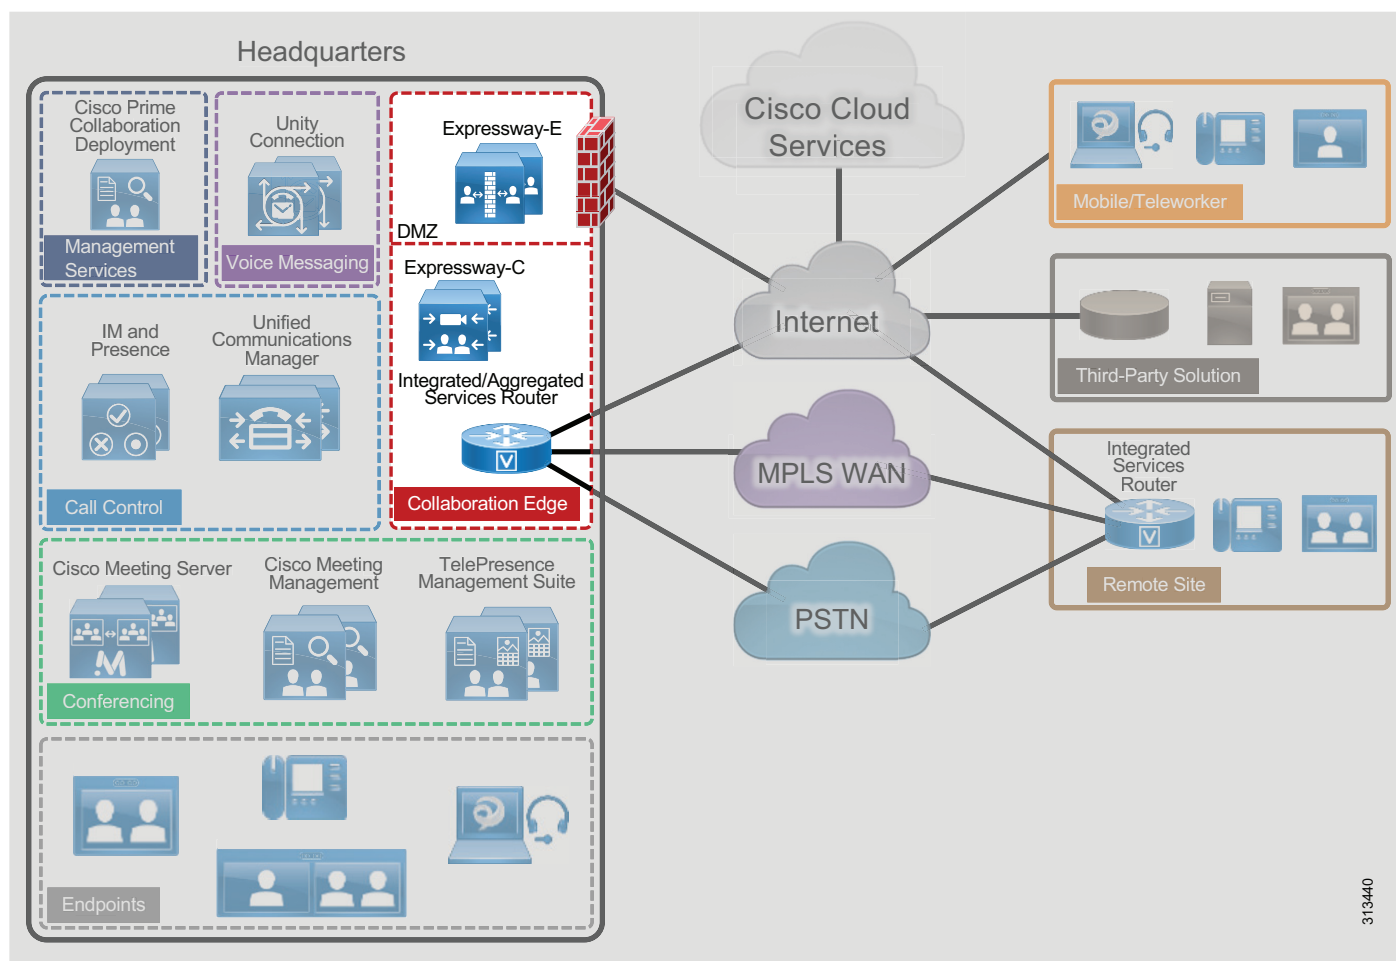 Headquarters
Cisco Prime
Collaboration
Deployment
Management
Services
Unity
Connection
Voice Messaging
Expressway-E
DMZ
Expressway-C
Integrated/Aggregated
Services Router
V
Collaboration Edge
IM and
Presence
Unified
Communications
Manager
Call Control
Cisco Meeting Server
Cisco Meeting
Management
TelePresence
Management Suite
Conferencing
Endpoints
Cisco Cloud
Services
Internet
MPLS WAN
PSTN
Mobile/Teleworker
Third-Party Solution
Integrated
Services
Router
V
Remote Site
313440